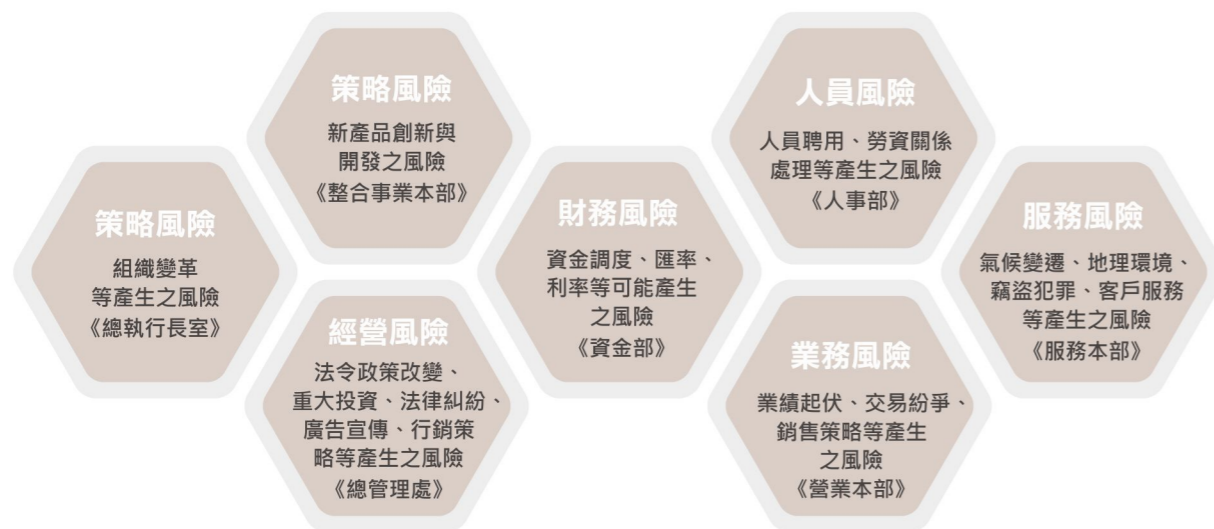 策略風險
組織變革
等產生之風險
《總執行長室》
策略風險
新產品創新與
開發之風險
《整合事業本部》
經營風險
法令政策改變、
重大投資、法律糾紛、
廣告宣傳、行銷策
略等產生之風險
《總管理處》
財務風險
資金調度、匯率、
利率等可能產生
之風險
《資金部》
人員風險
人員聘用、勞資關係
處理等產生之風險
《人事部》
業務風險
業績起伏、交易紛爭、
銷售策略等產生
之風險
《營業本部》
服務風險
氣候變遷、地理環境、
竊盜犯罪、客戶服務
等產生之風險
《服務本部》